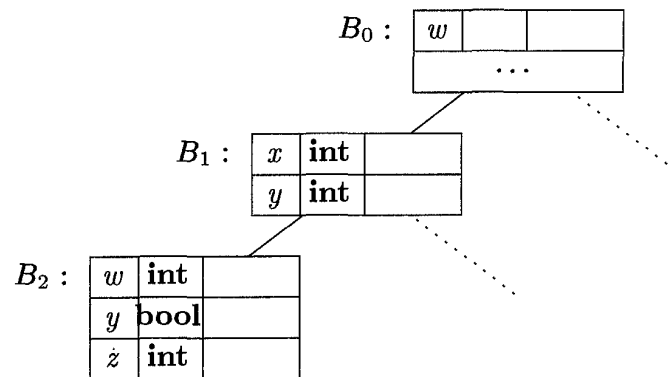 B₀ : w
...
B₁ : x int
y int
B₂ : w int
y bool
z int